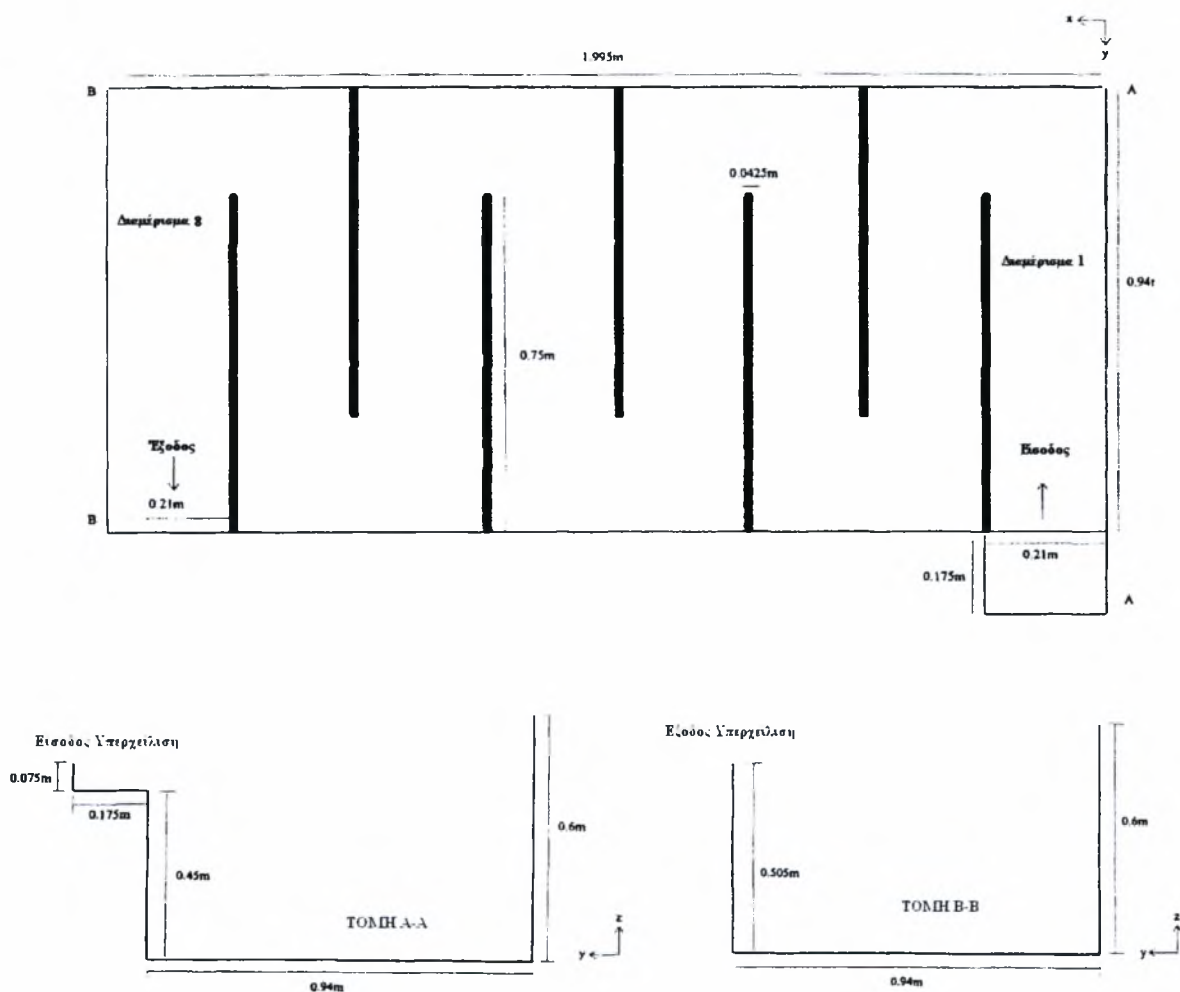 x
y
1.995m
B
A
0.0425m
Διαμέρισμα 8
Διαμέρισμα 1
0.94m
0.75m
Έξοδος
Είσοδος
0.21m
B
0.21m
0.175m
A
Είσοδος Υπερχείλιση
Έξοδος Υπερχείλιση
0.075m
0.175m
0.6m
0.6m
0.45m
0.505m
ΤΟΜΗ Α-Α
ΤΟΜΗ Β-Β
z
z
y
y
0.94m
0.94m